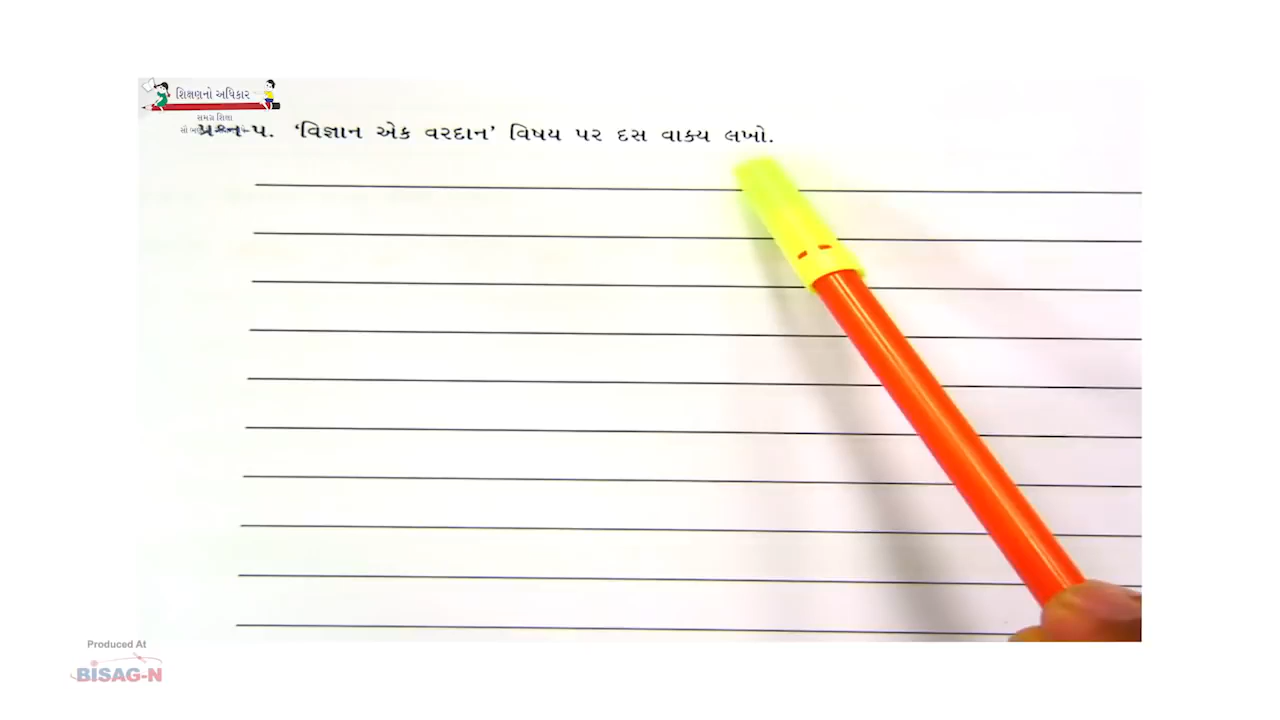 શિક્ષણનો અધિકાર
સમગ્ર શિક્ષા
પ્રશ્ન-૫. 'વિજ્ઞાન એક વરદાન' વિષય પર દસ વાક્ય લખો.
Produced At
BISAG-N